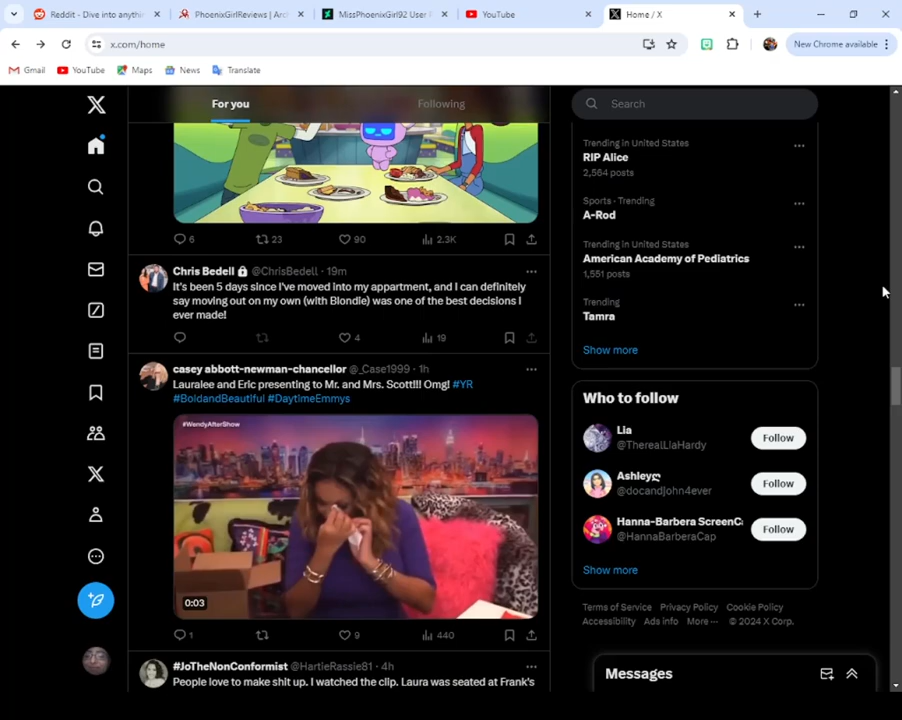 Reddit - Dive into anythin
PhoenixGirlReviews | Arc
MissPhoenixGirl92 User
YouTube
Home / X
x.com/home
New Chrome available
Gmail
YouTube
Maps
News
Translate
For you
Following
Search
6
23
90
2.3K
Chris Bedell @ChrisBedell · 19m
It's been 5 days since I've moved into my appartment, and I can definitely
say moving out on my own (with Blondie) was one of the best decisions I
ever made!
4
19
casey abbott-newman-chancellor @_Case1999 · 1h
Lauralee and Eric presenting to Mr. and Mrs. Scott!!! Omg! #YR
#BoldandBeautiful #DaytimeEmmys
#WendyAfterShow
0:03
1
9
440
#JoTheNonConformist @HartieRassie81 · 4h
People love to make shit up. I watched the clip. Laura was seated at Frank's
Trending in United States
RIP Alice
2,564 posts
Sports · Trending
A-Rod
Trending in United States
American Academy of Pediatrics
1,551 posts
Trending
Tamra
Show more
Who to follow
Lia
@TherealLiaHardy
Follow
Ashley
@docandjohn4ever
Follow
Hanna-Barbera ScreenCa
@HannaBarberaCap
Follow
Show more
Terms of Service Privacy Policy Cookie Policy
Accessibility Ads info More ··· © 2024 X Corp.
Messages